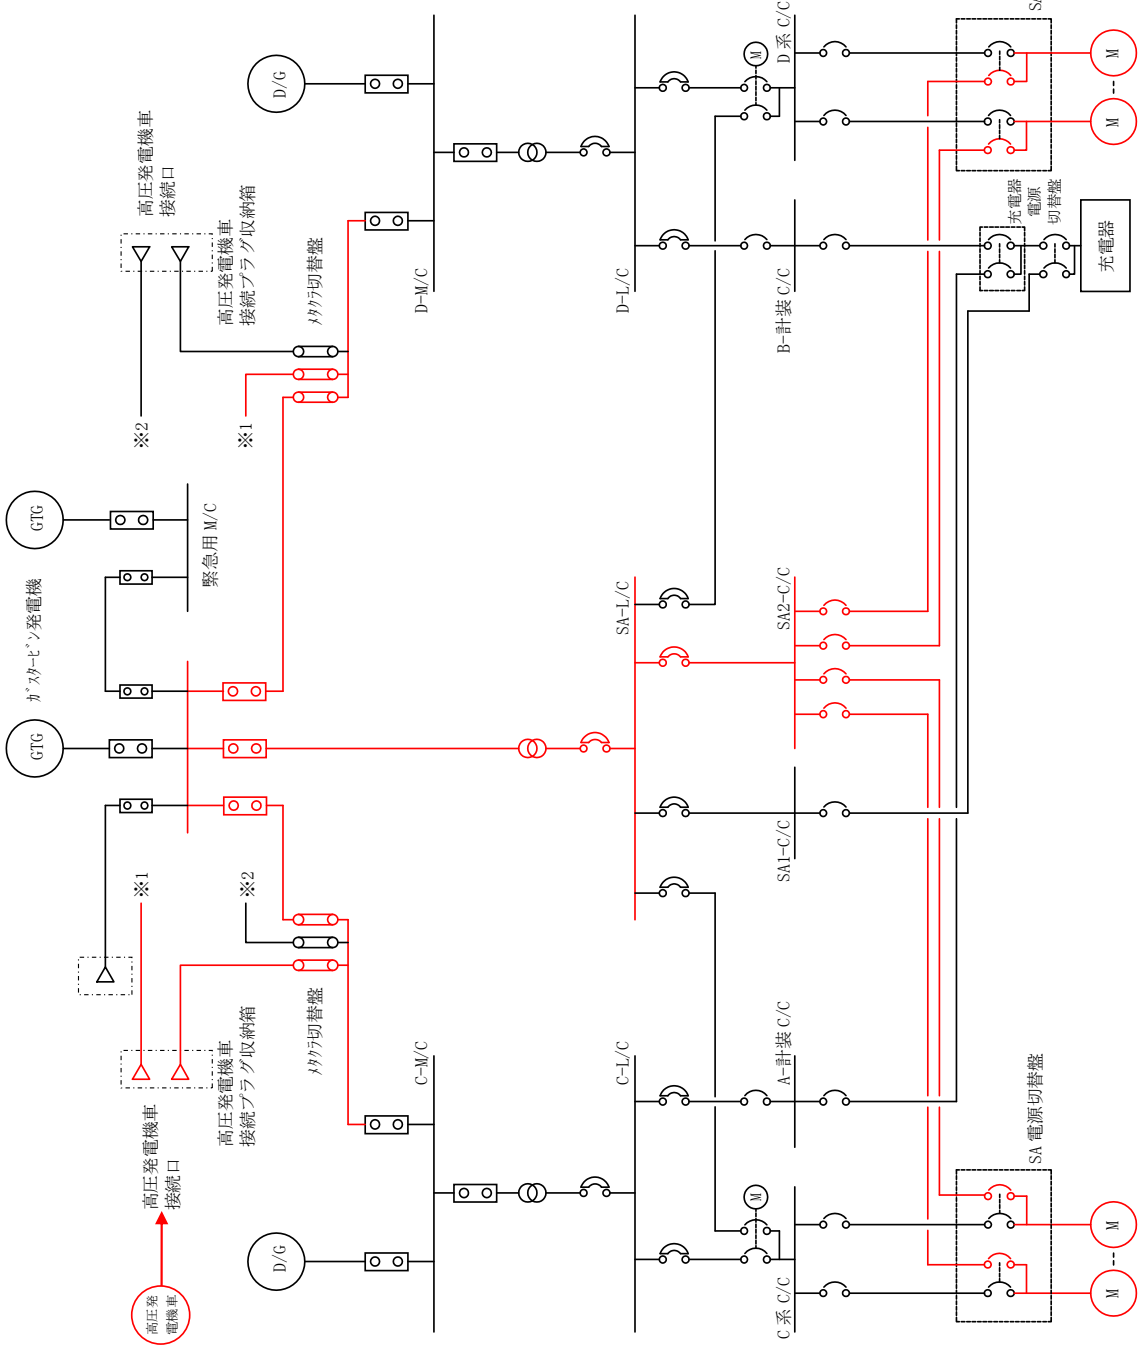 GTG
ｶﾞｽﾀｰﾋﾞﾝ発電機
GTG
高圧発
電機車
高圧発電機車
接続口
※1
※2
高圧発電機車
接続口
緊急用 M/C
高圧発電機車
接続プラグ収納箱
※2
※1
高圧発電機車
接続プラグ収納箱
D/G
D/G
ﾒﾀｸﾗ切替盤
ﾒﾀｸﾗ切替盤
C-M/C
D-M/C
C-L/C
SA-L/C
D-L/C
M
M
C 系 C/C
A-計装 C/C
SA1-C/C
SA2-C/C
B-計装 C/C
D 系 C/C
SA 電源切替盤
充電器
電源
切替盤
M
M
充電器
M
M